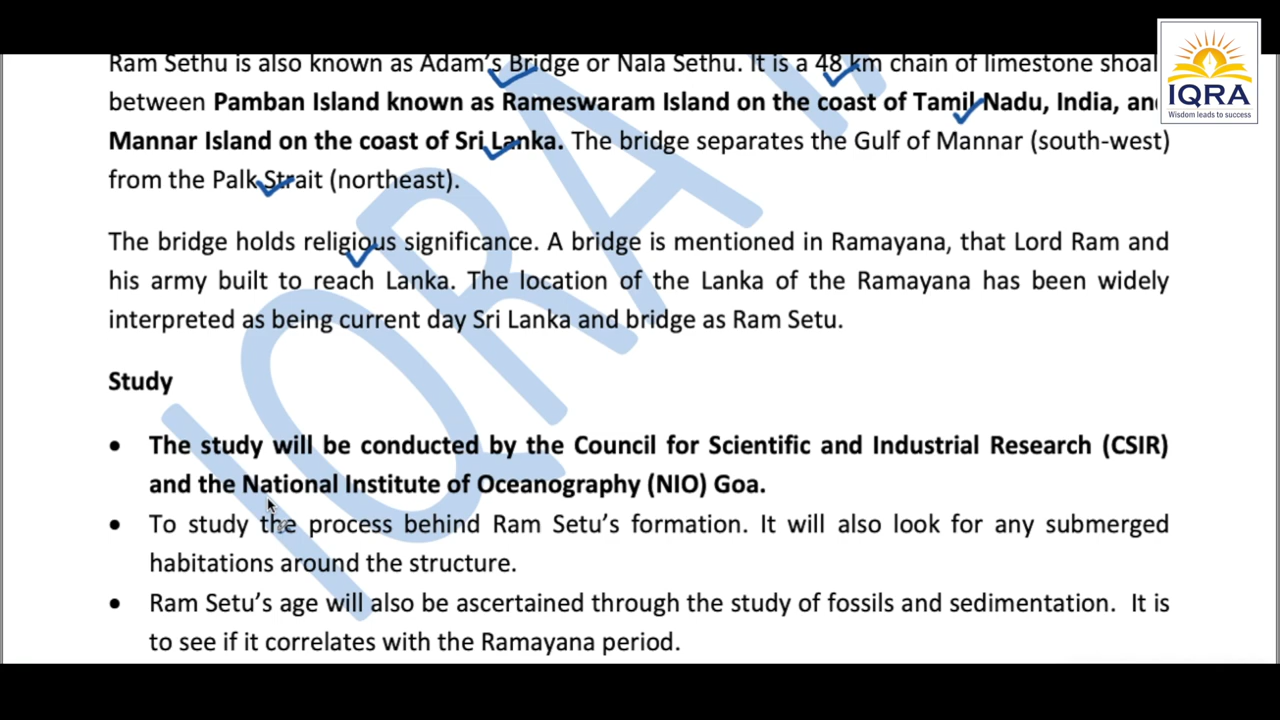 Ram Sethu is also known as Adam's Bridge or Nala Sethu. It is a 48 km chain of limestone shoal
between Pamban Island known as Rameswaram Island on the coast of Tamil Nadu, India, an
Mannar Island on the coast of Sri Lanka. The bridge separates the Gulf of Mannar (south-west)
from the Palk Strait (northeast).
The bridge holds religious significance. A bridge is mentioned in Ramayana, that Lord Ram and
his army built to reach Lanka. The location of the Lanka of the Ramayana has been widely
interpreted as being current day Sri Lanka and bridge as Ram Setu.
Study
• The study will be conducted by the Council for Scientific and Industrial Research (CSIR)
and the National Institute of Oceanography (NIO) Goa.
• To study the process behind Ram Setu's formation. It will also look for any submerged
habitations around the structure.
• Ram Setu's age will also be ascertained through the study of fossils and sedimentation. It is
to see if it correlates with the Ramayana period.
IQRA
Wisdom leads to success
IQRA